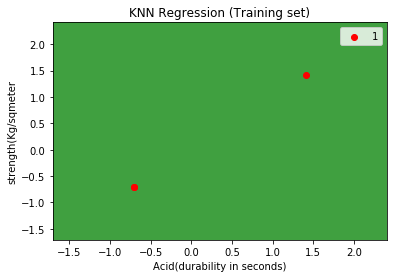 KNN Regression (Training set)
1
2.0
1.5
1.0
0.5
0.0
-0.5
-1.0
-1.5
strength(Kg/sqmeter
-1.5 -1.0 -0.5 0.0 0.5 1.0 1.5 2.0
Acid(durability in seconds)